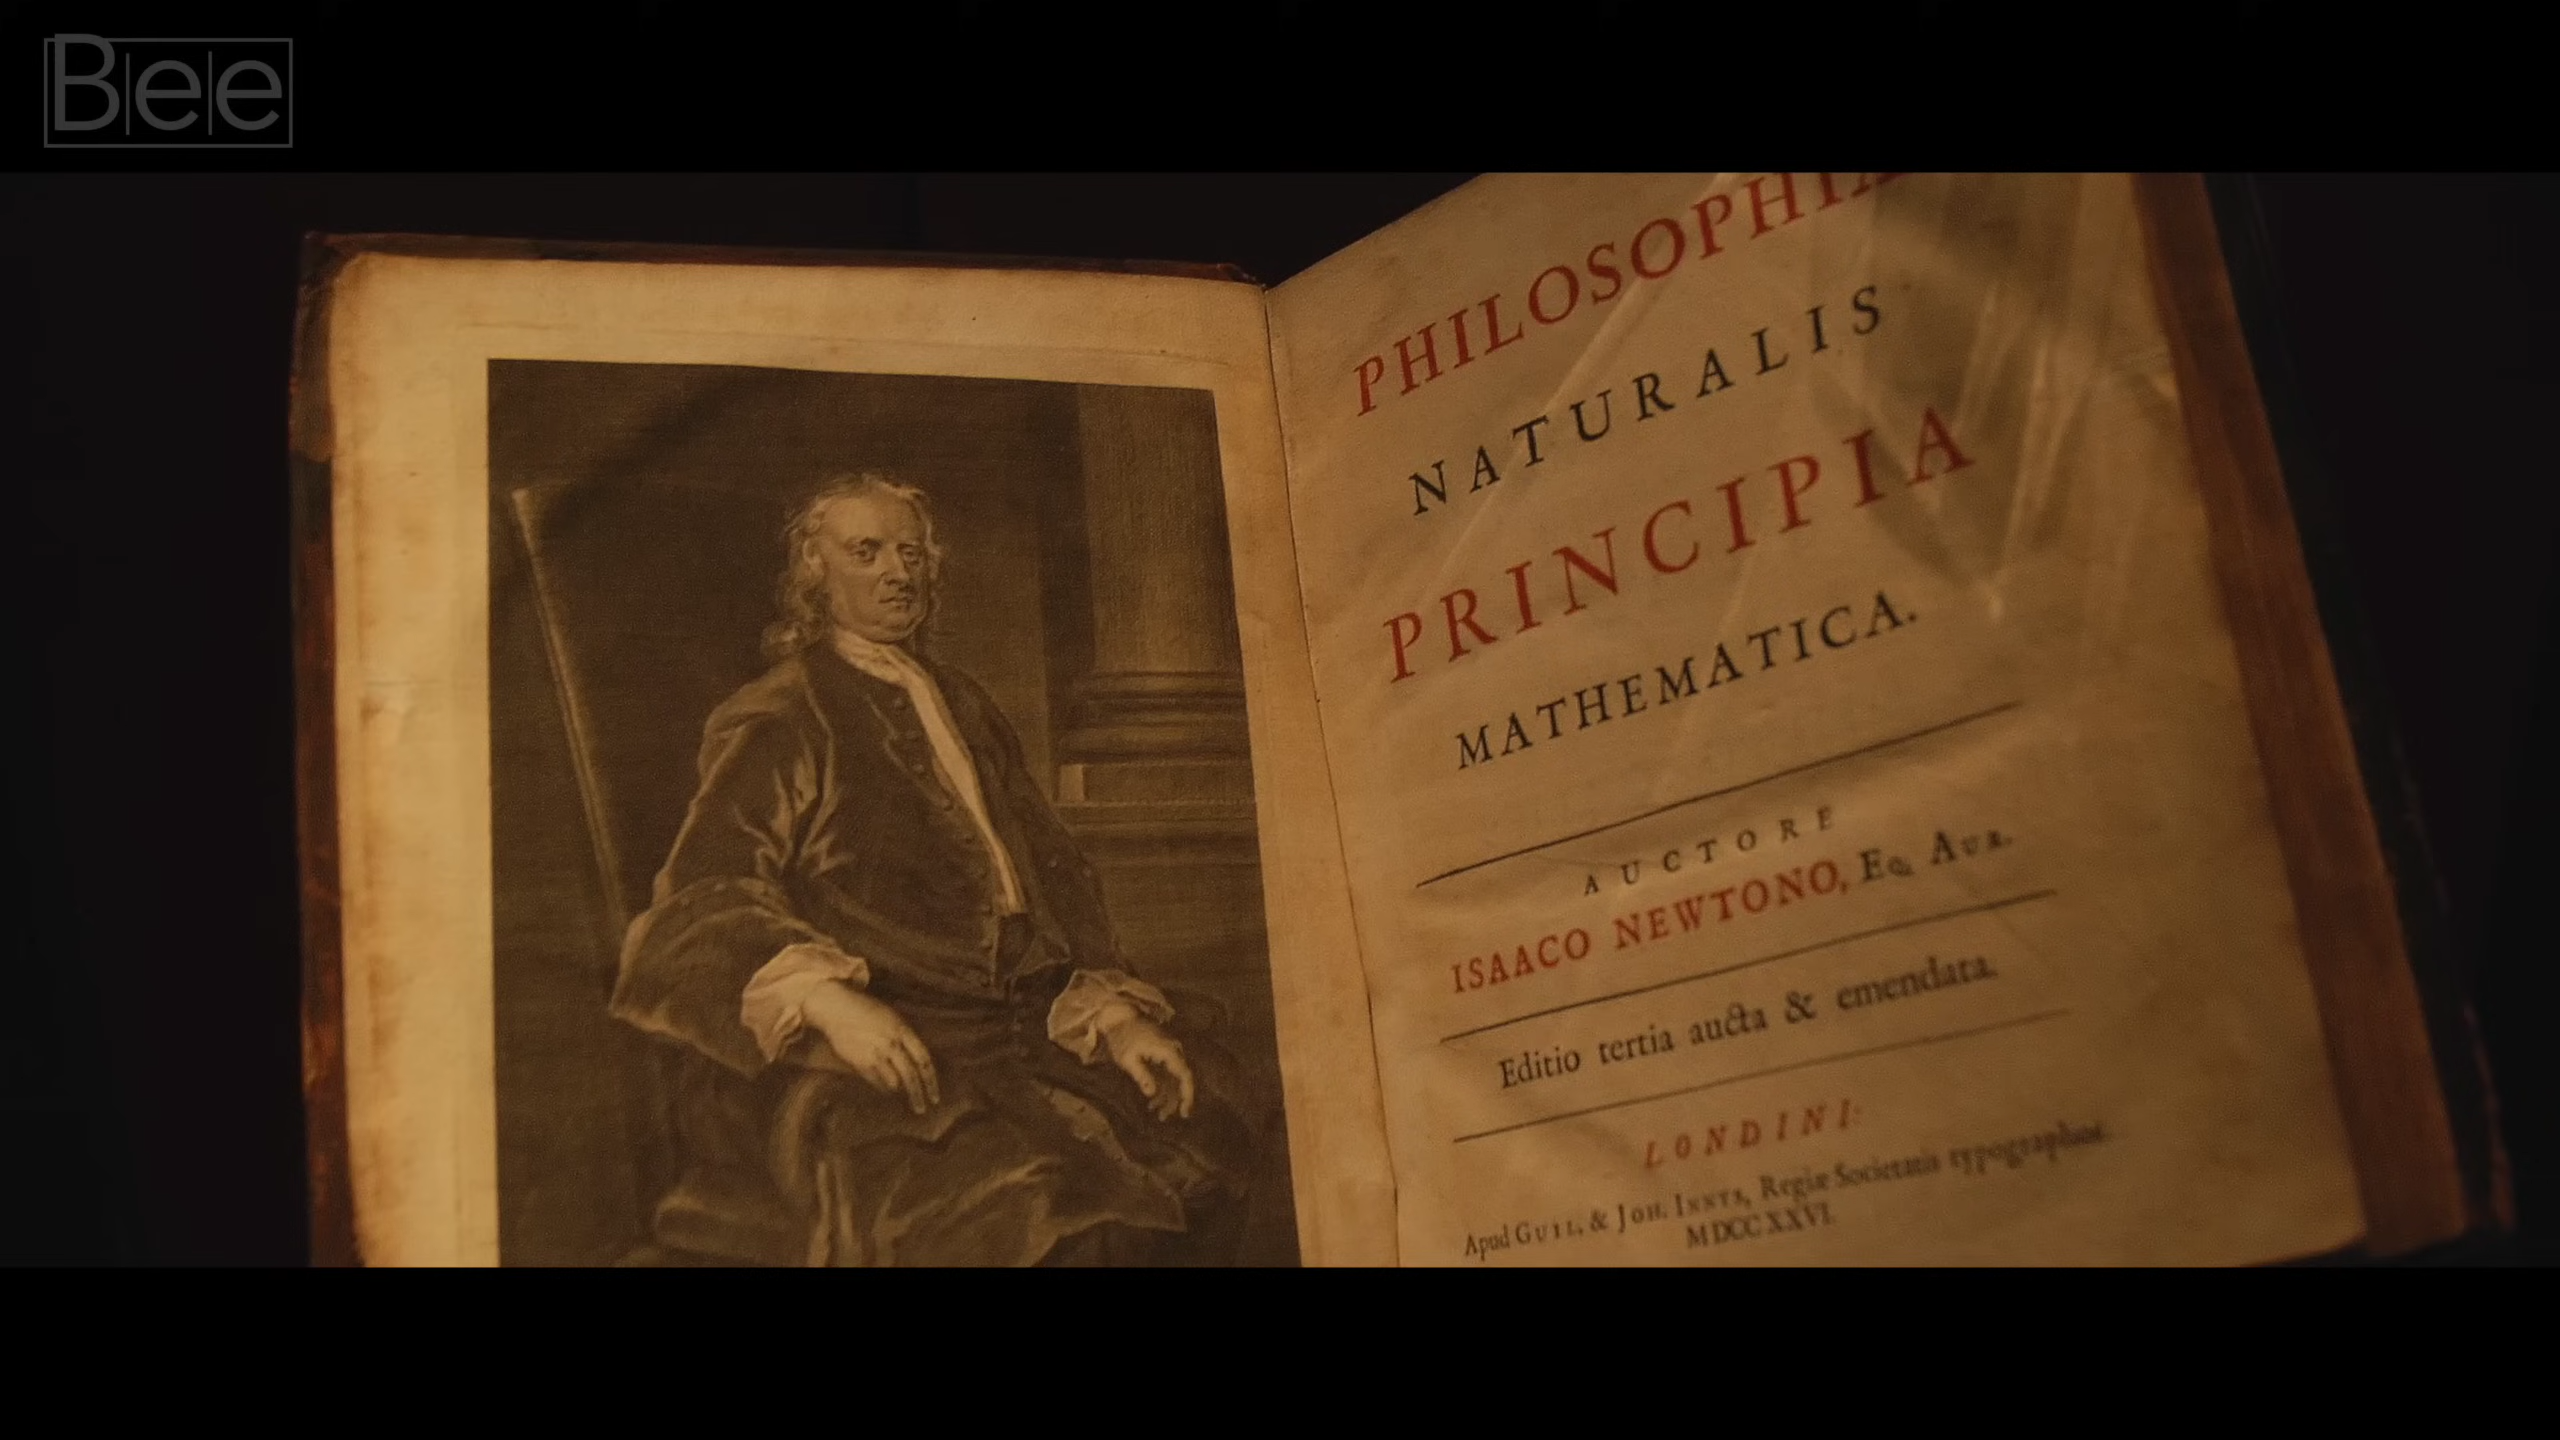 Bee
PHILOSOPHIÆ
NATURALIS
PRINCIPIA
MATHEMATICA.
AUCTORE
ISAACO NEWTONO, Eq. Aur.
Editio tertia aucta & emendata.
LONDINI:
Apud Guil. & Joh. Innys, Regiæ Societatis typographos.
MDCCXXVI.